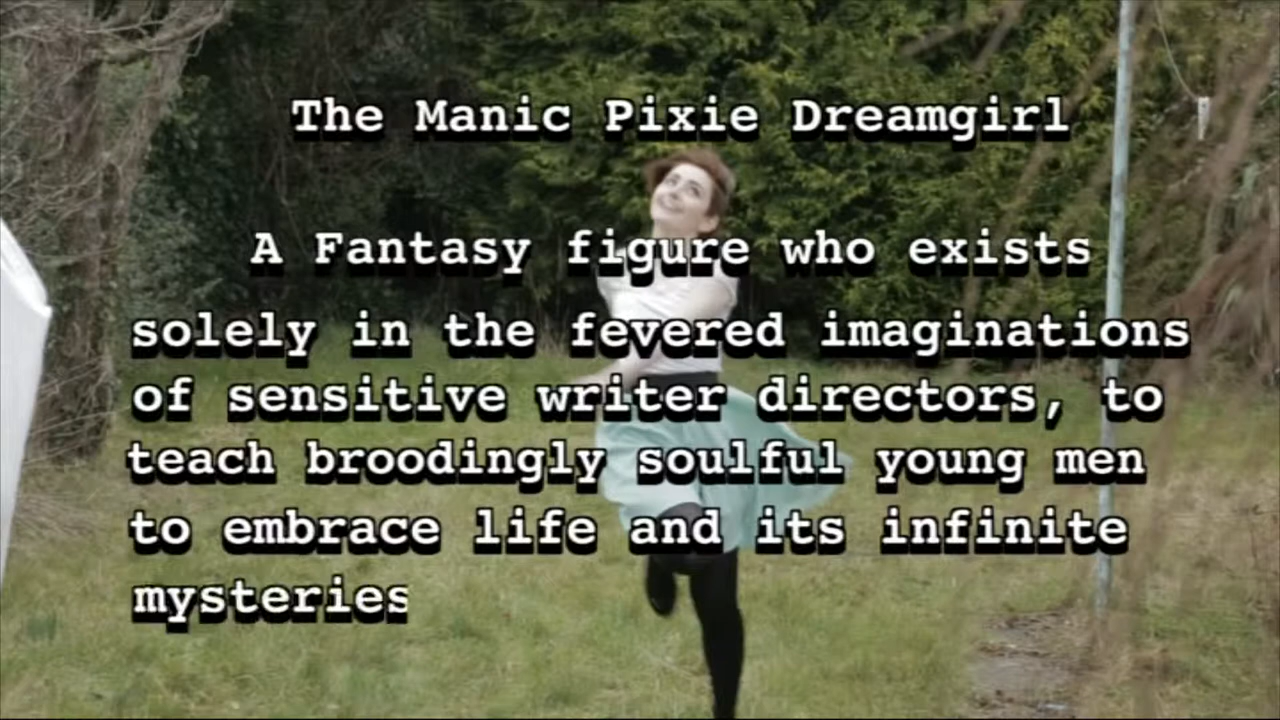 The Manic Pixie Dreamgirl
A Fantasy figure who exists
solely in the fevered imaginations
of sensitive writer directors, to
teach broodingly soulful young men
to embrace life and its infinite
mysteries